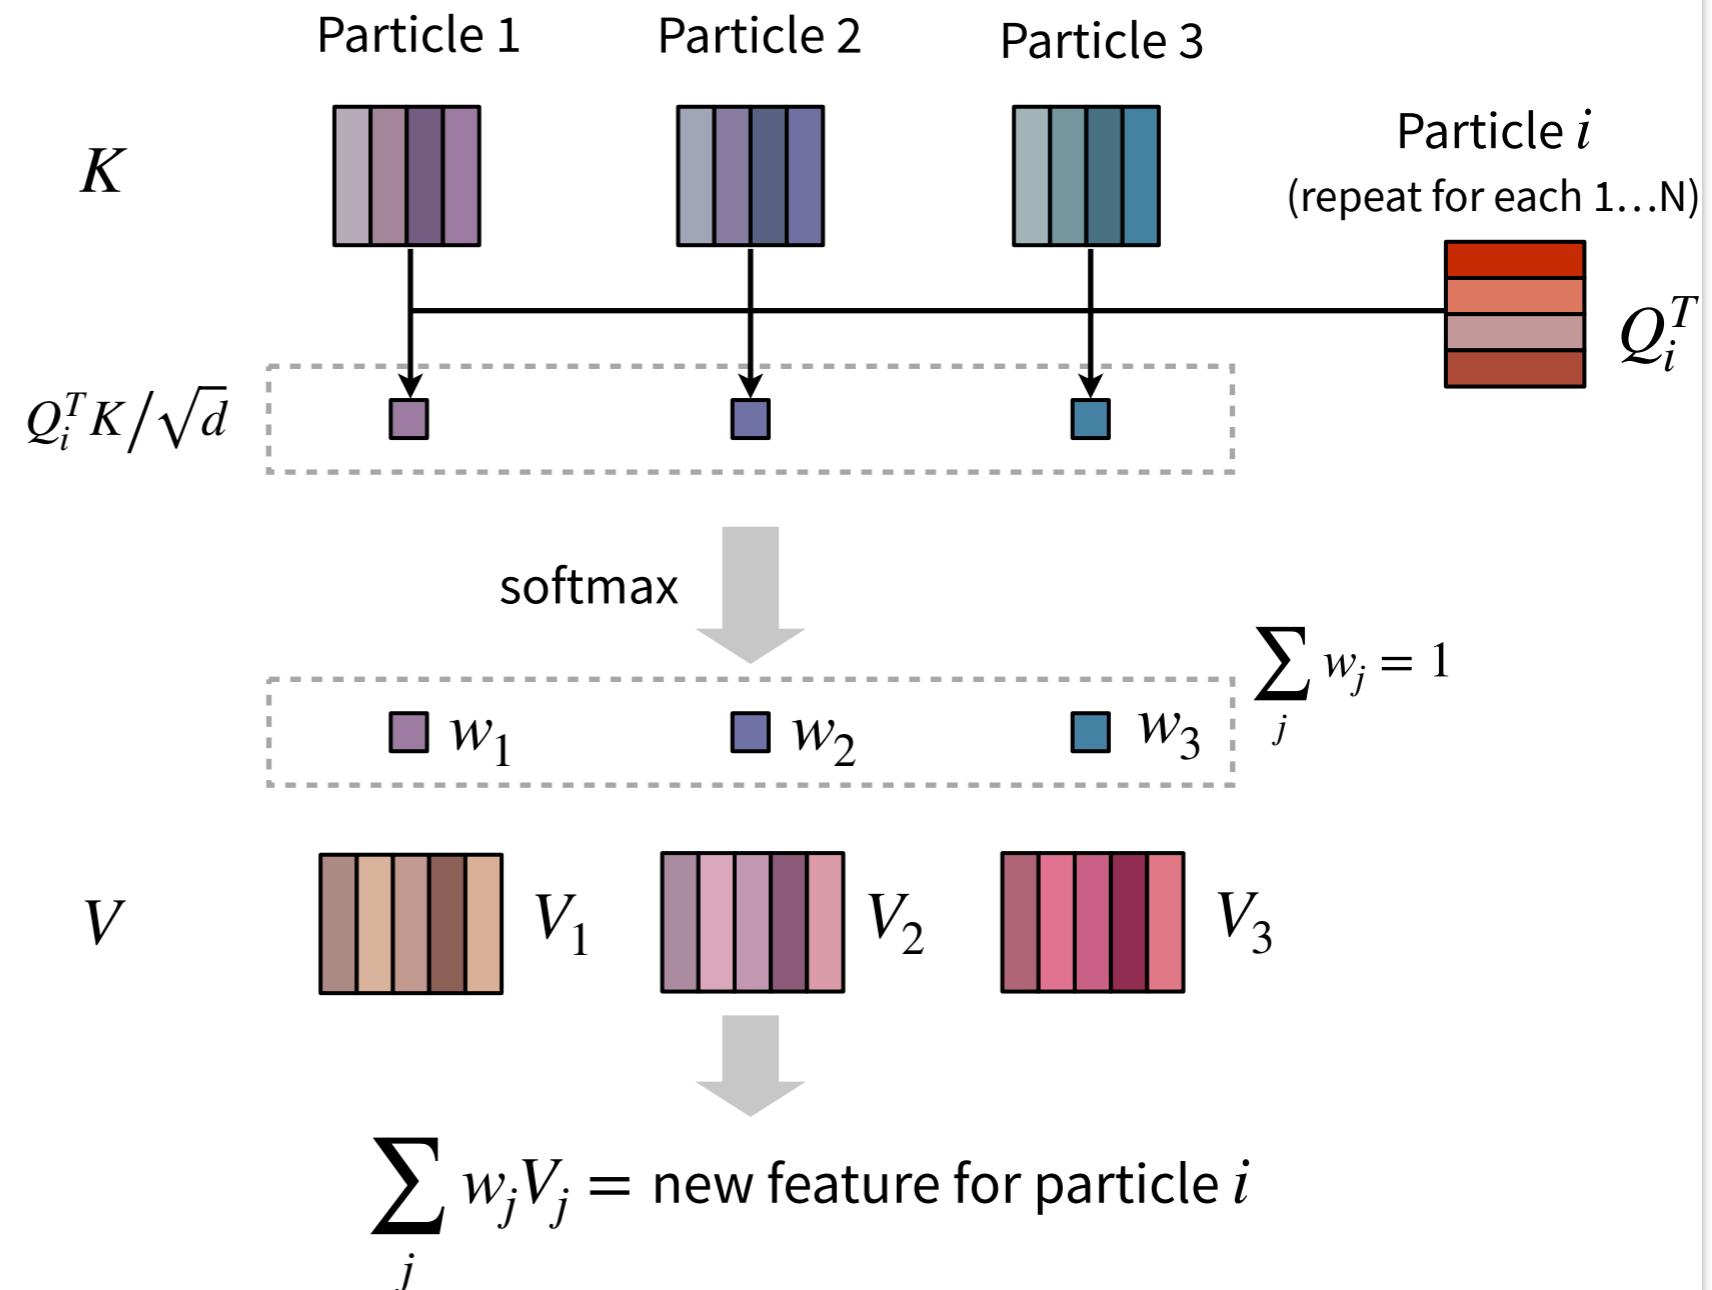 Particle 1 Particle 2 Particle 3
Particle i
(repeat for each 1…N)
K
Q_i^T
Q_i^T K/√d
softmax
∑_j w_j = 1
w_1 w_2 w_3
V V_1 V_2 V_3
∑_j w_j V_j = new feature for particle i